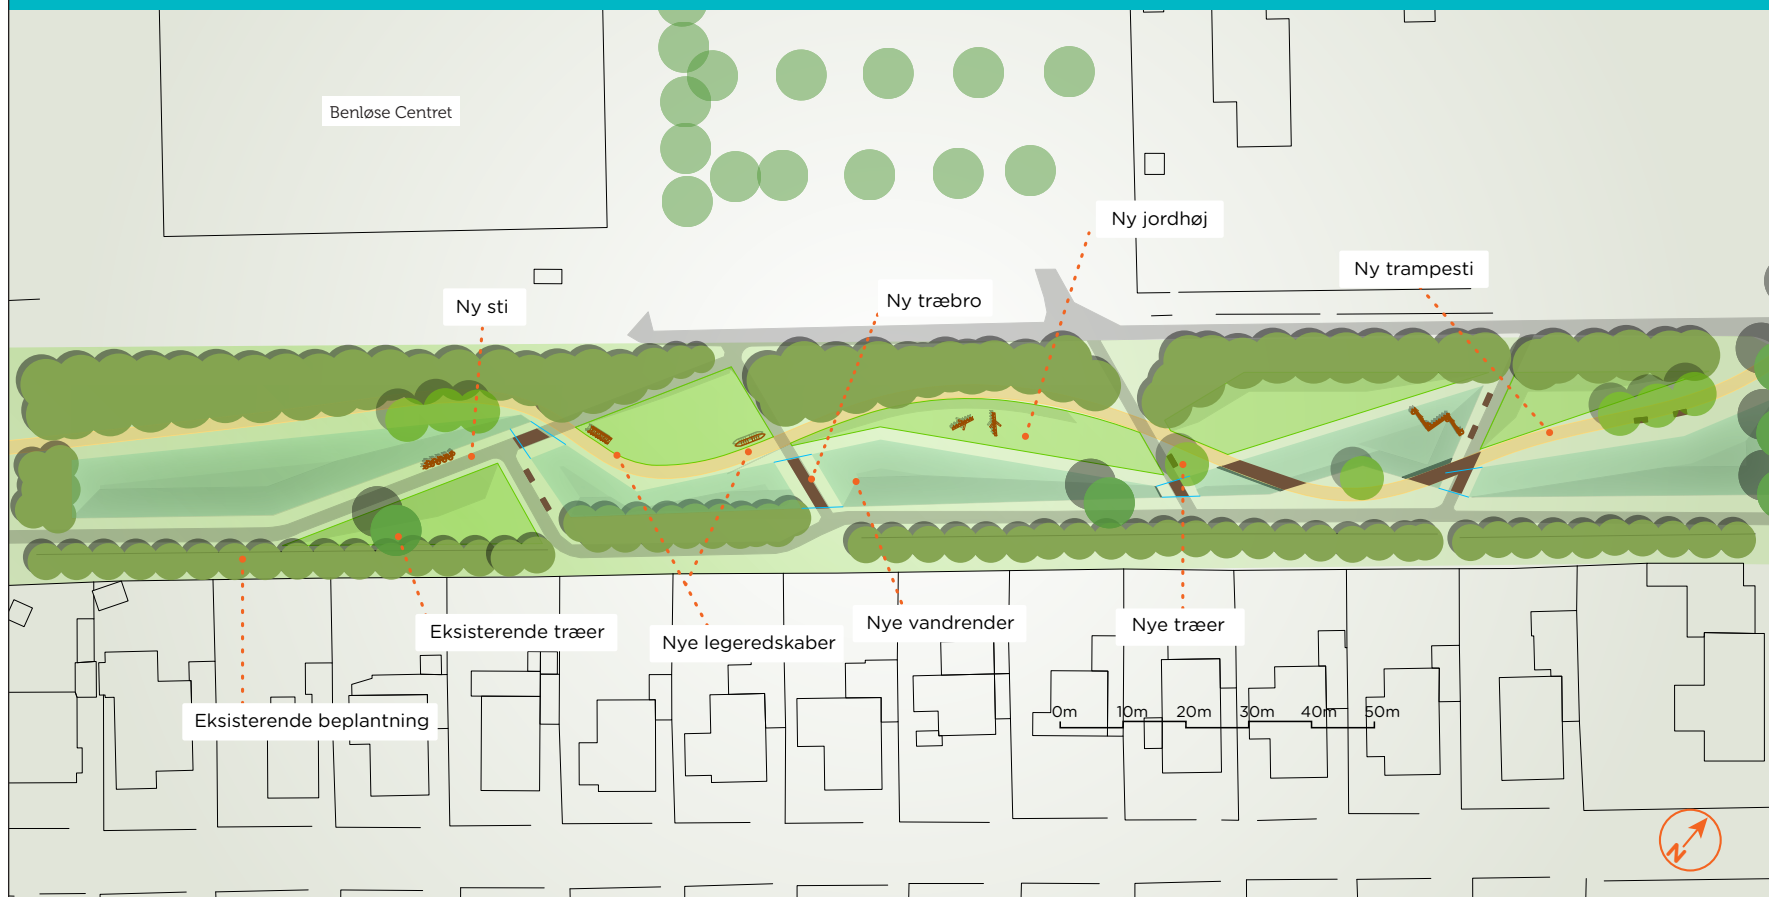 Benløse Centret
Ny jordhøj
Ny trampesti
Ny træbro
Ny sti
Nye vandrender
Nye træer
Eksisterende træer
Nye legeredskaber
Eksisterende beplantning
0m 10m 20m 30m 40m 50m
N